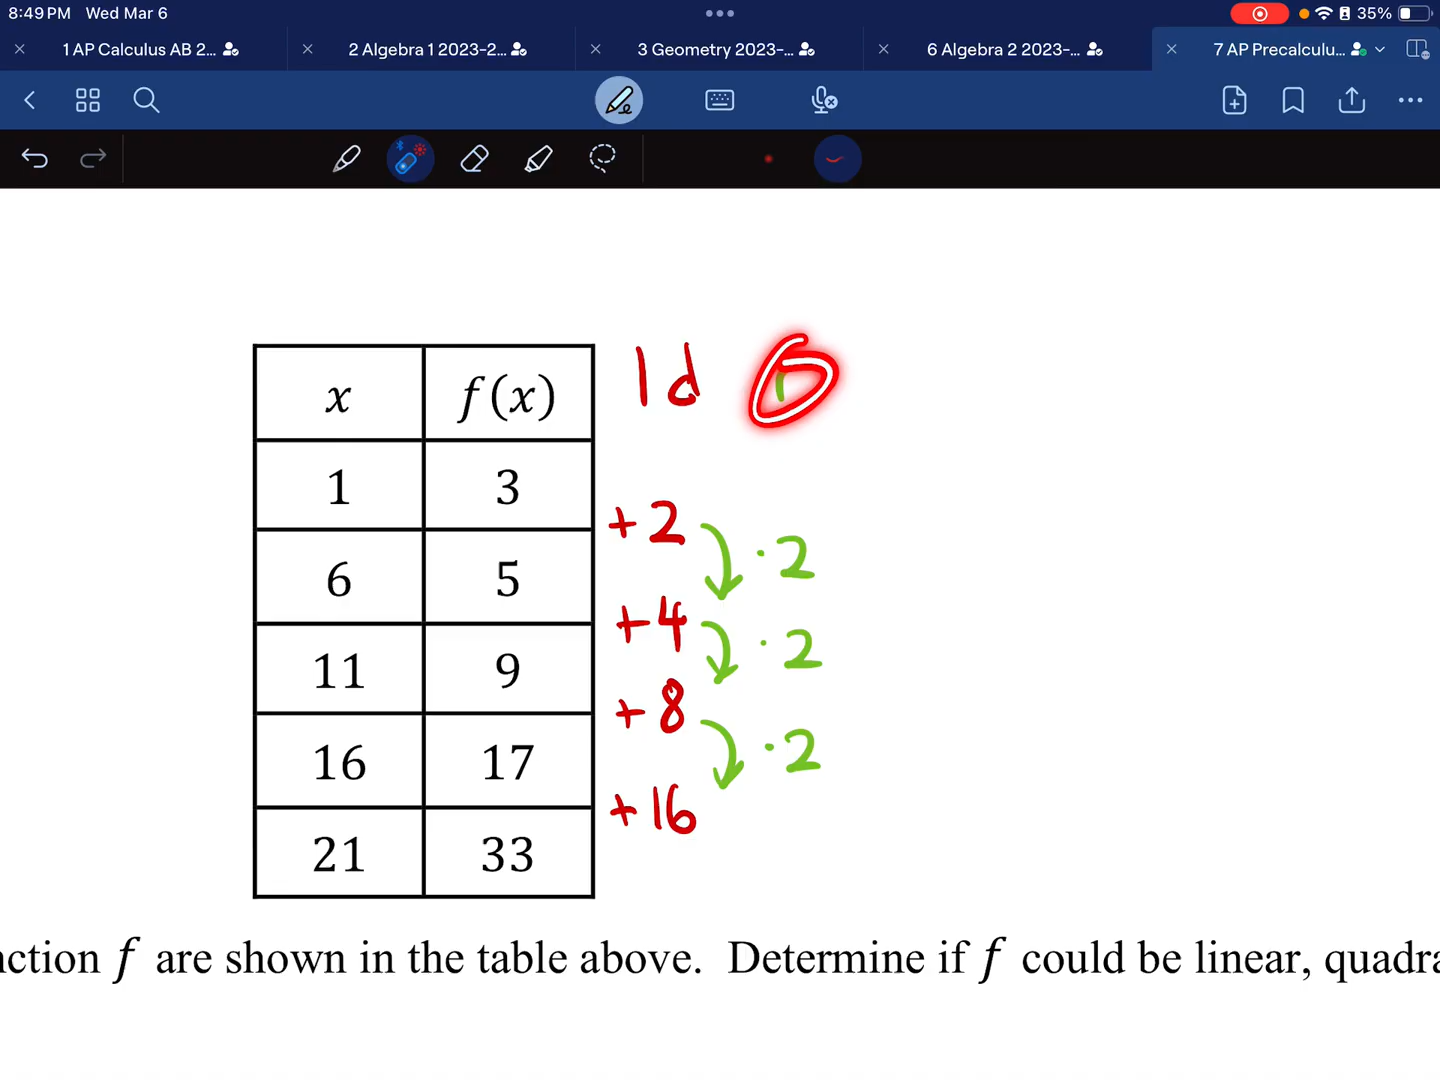 8:49 PM Wed Mar 6
35%
1 AP Calculus AB 2...
2 Algebra 1 2023-2...
3 Geometry 2023-...
6 Algebra 2 2023-...
7 AP Precalculu...
x f(x) 1d r
1 3
+2
·2
6 5
+4
·2
11 9
+8
·2
16 17
+16
21 33
nction f are shown in the table above. Determine if f could be linear, quadra